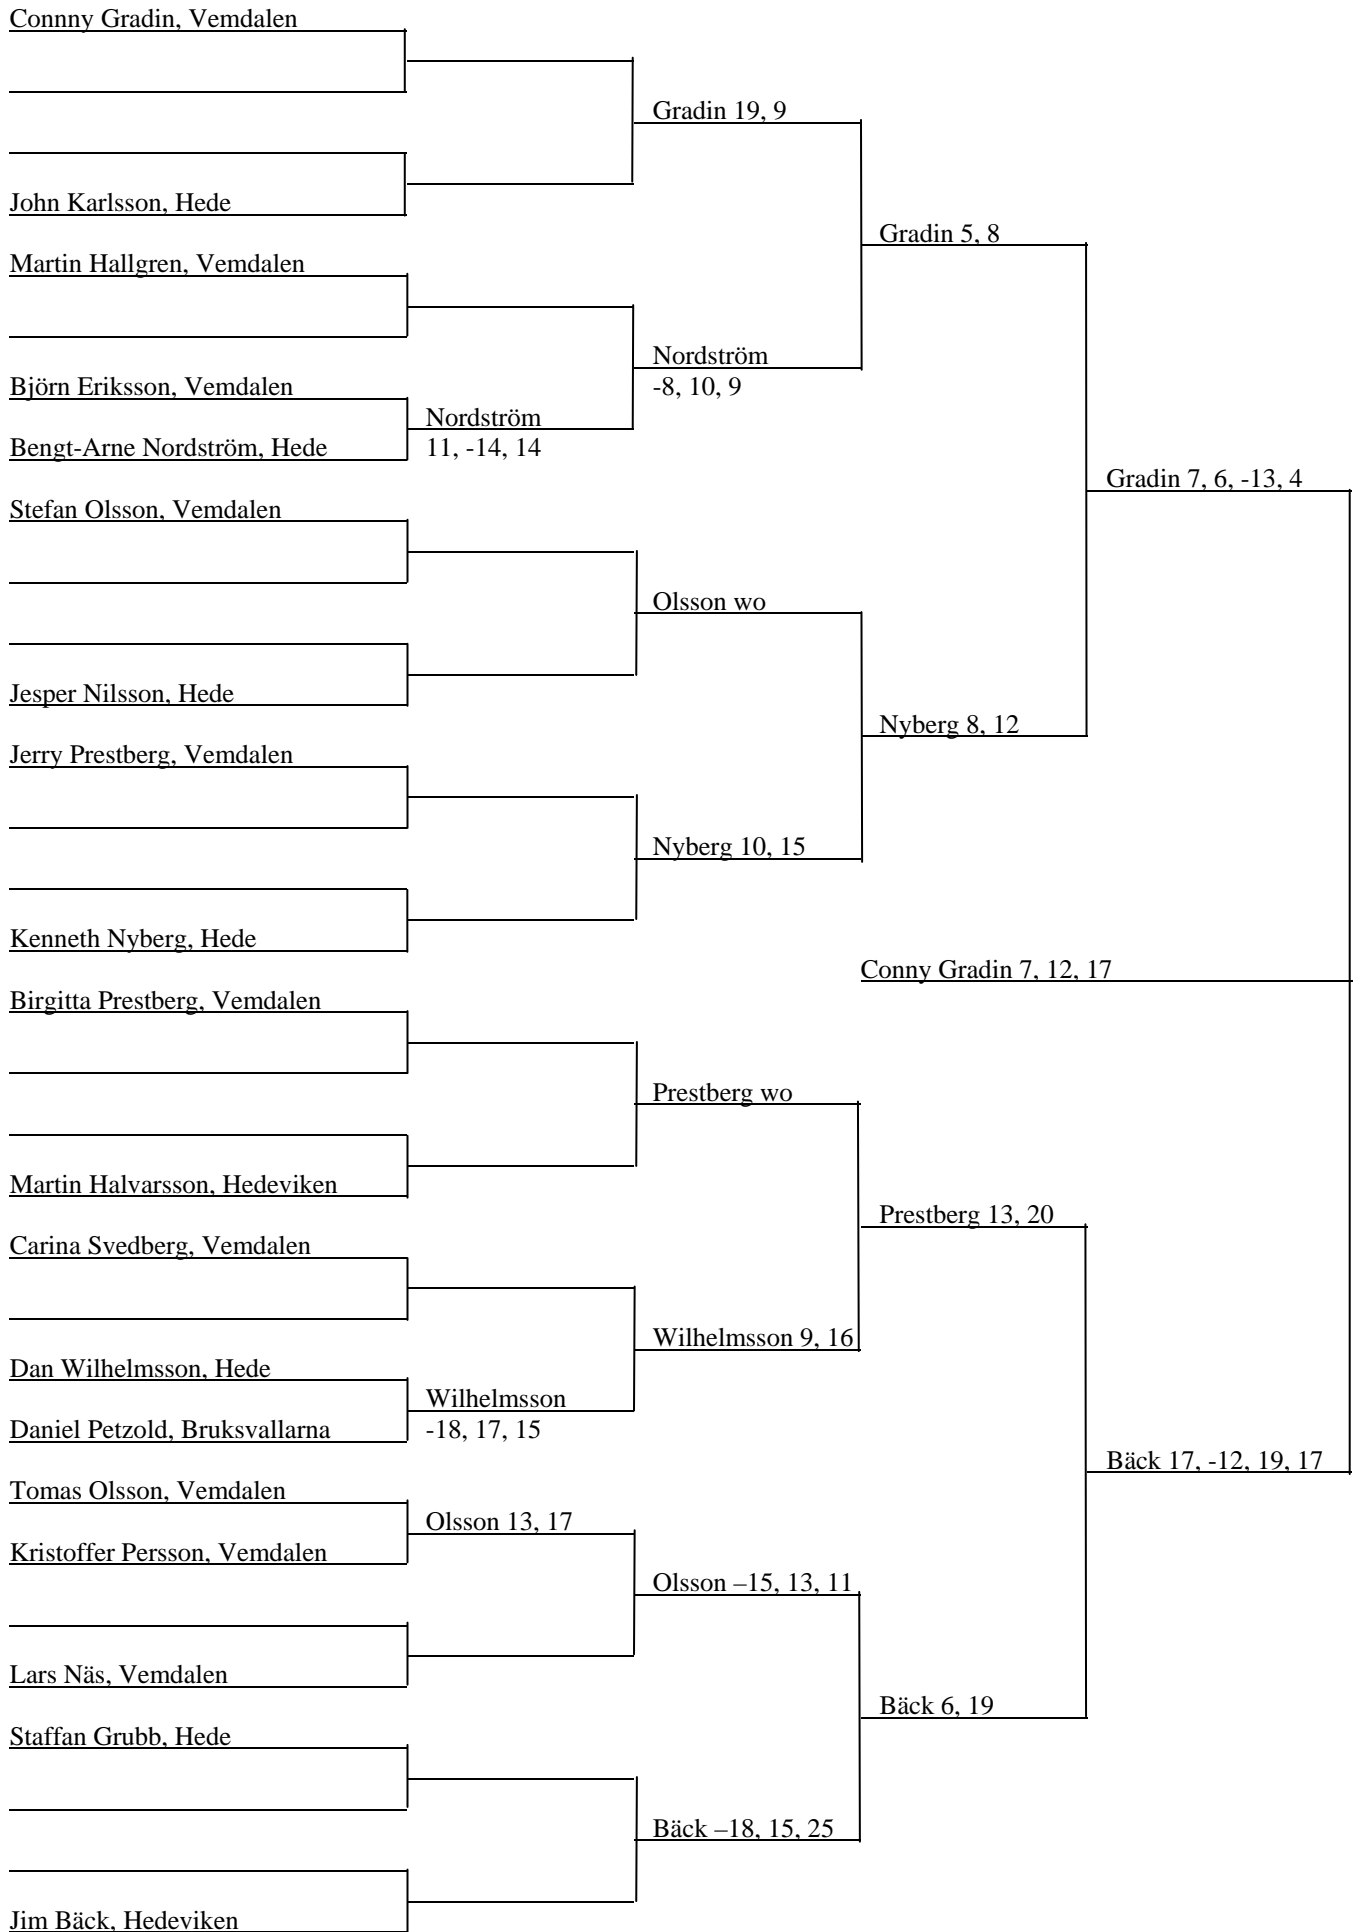 Connny Gradin, Vemdalen
Gradin 19, 9
John Karlsson, Hede
Gradin 5, 8
Martin Hallgren, Vemdalen
Nordström
-8, 10, 9
Björn Eriksson, Vemdalen
Nordström
11, -14, 14
Bengt-Arne Nordström, Hede
Gradin 7, 6, -13, 4
Stefan Olsson, Vemdalen
Olsson wo
Jesper Nilsson, Hede
Nyberg 8, 12
Jerry Prestberg, Vemdalen
Nyberg 10, 15
Kenneth Nyberg, Hede
Conny Gradin 7, 12, 17
Birgitta Prestberg, Vemdalen
Prestberg wo
Martin Halvarsson, Hedeviken
Prestberg 13, 20
Carina Svedberg, Vemdalen
Wilhelmsson 9, 16
Dan Wilhelmsson, Hede
Wilhelmsson
-18, 17, 15
Daniel Petzold, Bruksvallarna
Bäck 17, -12, 19, 17
Tomas Olsson, Vemdalen
Olsson 13, 17
Kristoffer Persson, Vemdalen
Olsson –15, 13, 11
Lars Näs, Vemdalen
Bäck 6, 19
Staffan Grubb, Hede
Bäck –18, 15, 25
Jim Bäck, Hedeviken